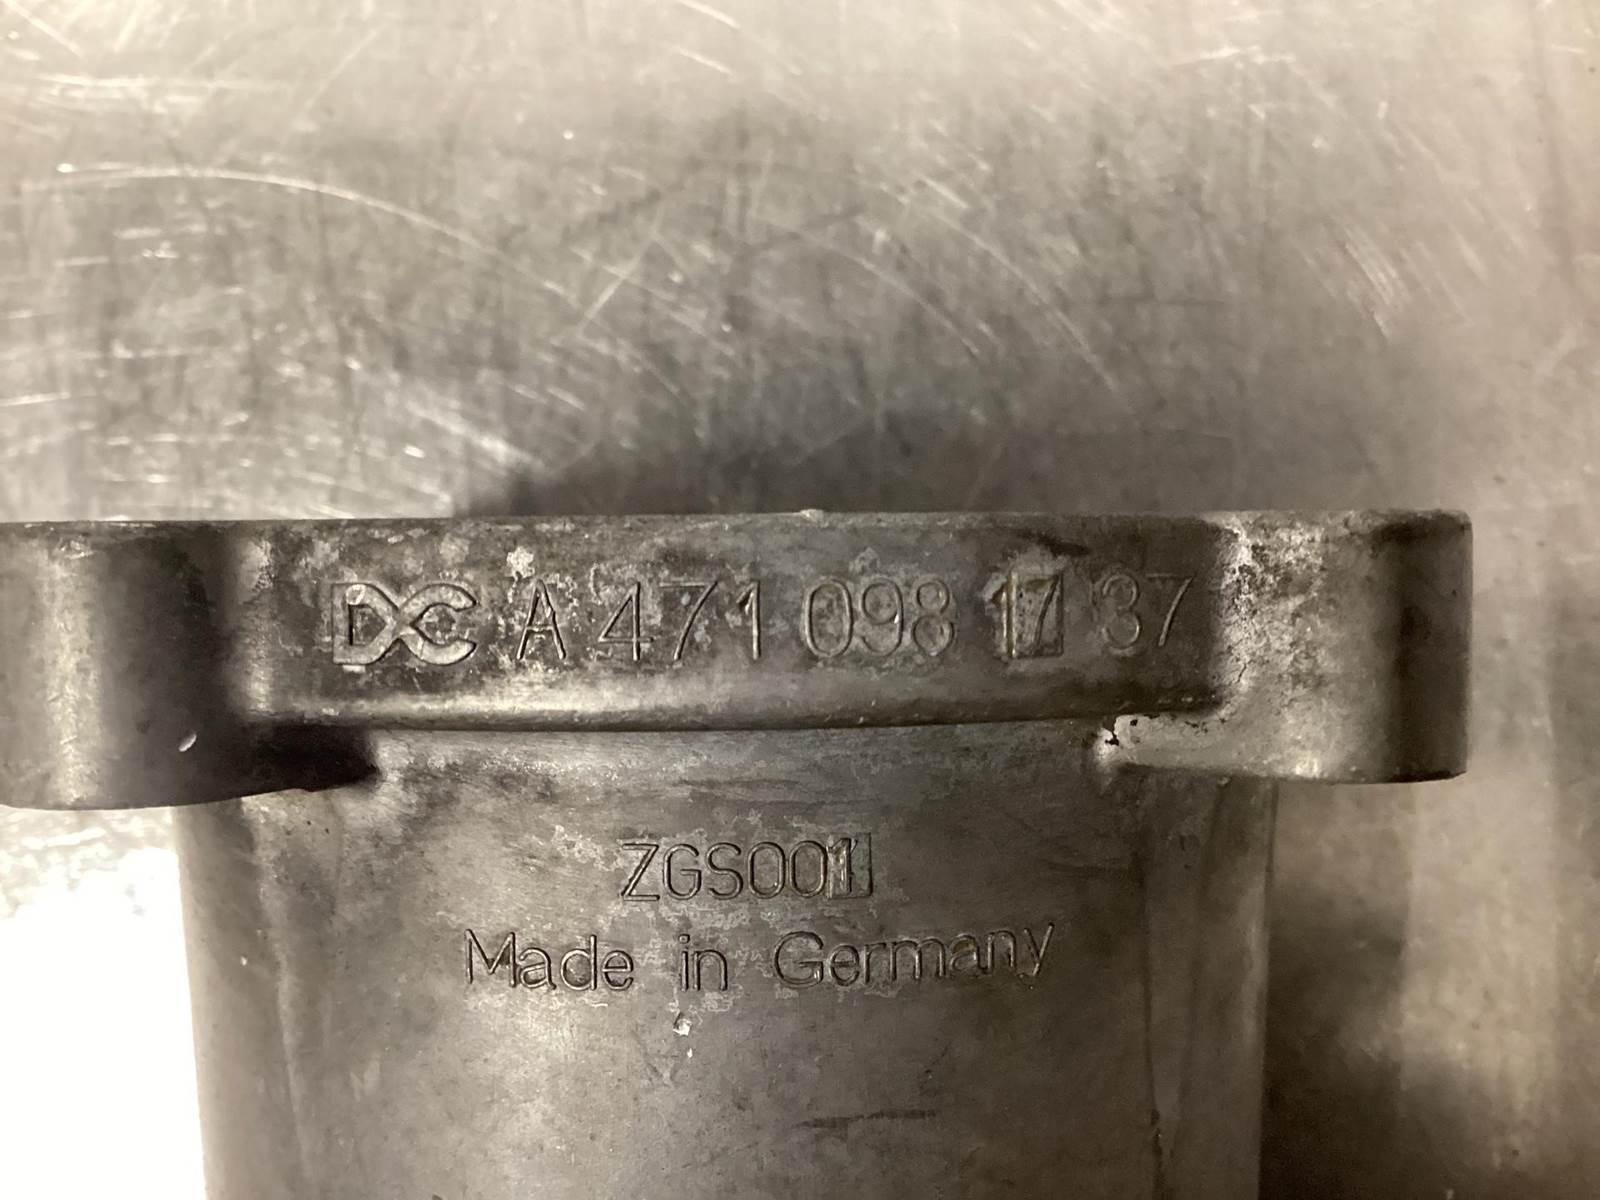 DC A 471 098 17 37
ZGS001
Made in Germany